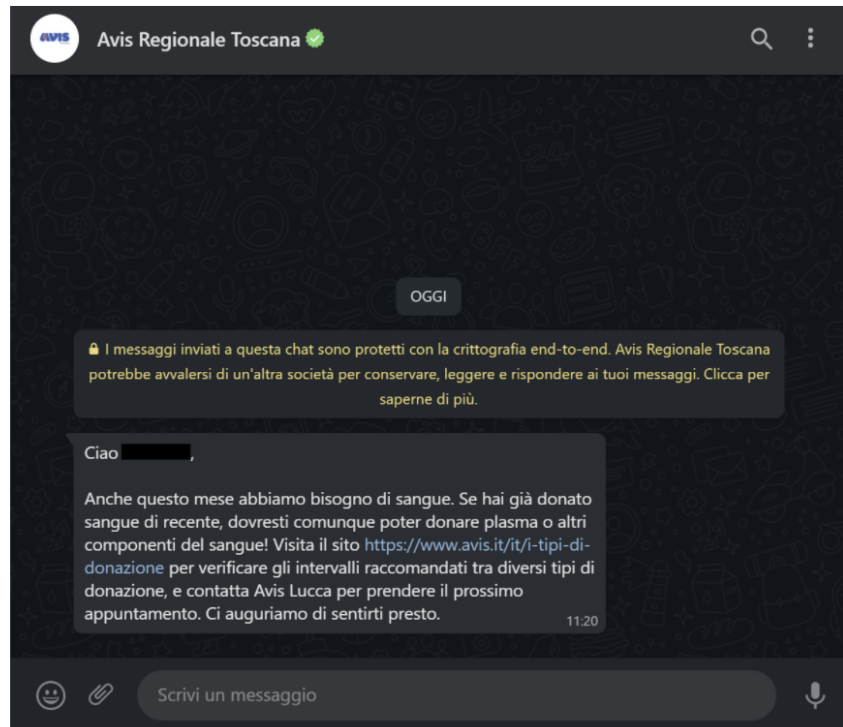 AVIS
Avis Regionale Toscana
OGGI
I messaggi inviati a questa chat sono protetti con la crittografia end-to-end. Avis Regionale Toscana
potrebbe avvalersi di un'altra società per conservare, leggere e rispondere ai tuoi messaggi. Clicca per
saperne di più.
Ciao ,
Anche questo mese abbiamo bisogno di sangue. Se hai già donato
sangue di recente, dovresti comunque poter donare plasma o altri
componenti del sangue! Visita il sito https://www.avis.it/it/i-tipi-di-
donazione per verificare gli intervalli raccomandati tra diversi tipi di
donazione, e contatta Avis Lucca per prendere il prossimo
appuntamento. Ci auguriamo di sentirti presto.
11:20
Scrivi un messaggio